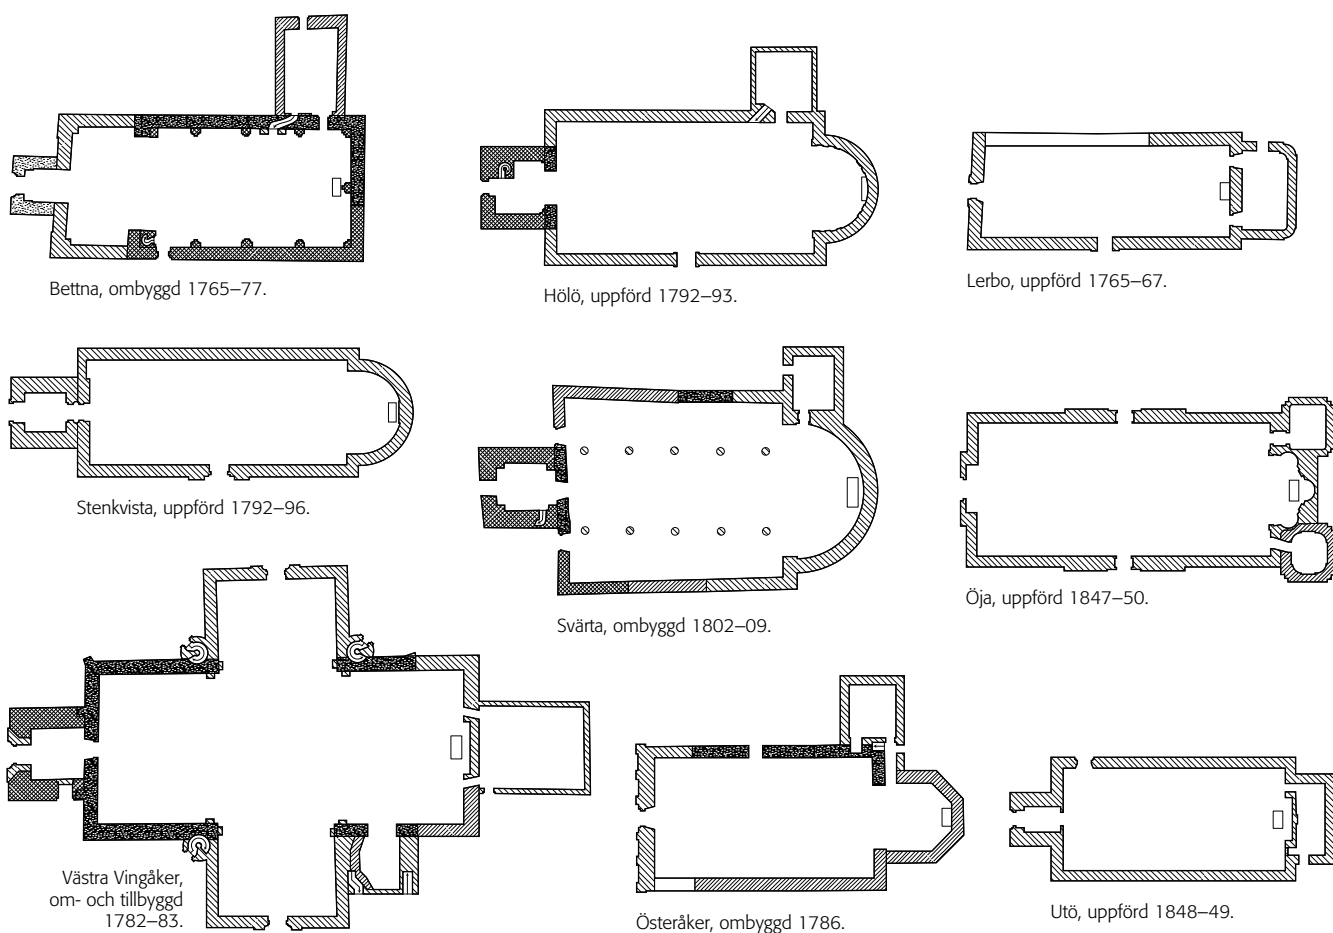 Bettna, ombyggd 1765–77.
Hölö, uppförd 1792–93.
Lerbo, uppförd 1765–67.
Stenkvista, uppförd 1792–96.
Svärta, ombyggd 1802–09.
Öja, uppförd 1847–50.
Västra Vingåker,
om- och tillbyggd
1782–83.
Österåker, ombyggd 1786.
Utö, uppförd 1848–49.